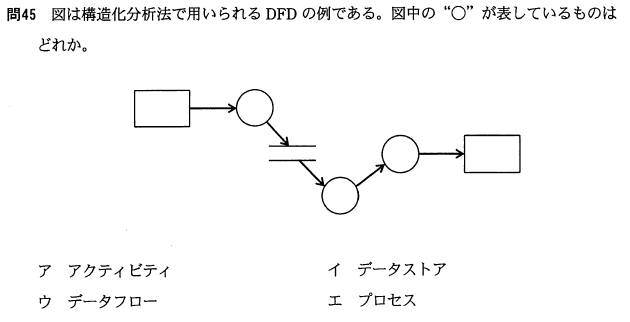 問45 図は構造化分析法で用いられる DFD の例である。図中の “○” が表しているものは
どれか。
ア アクティビティ
イ データストア
ウ データフロー
エ プロセス